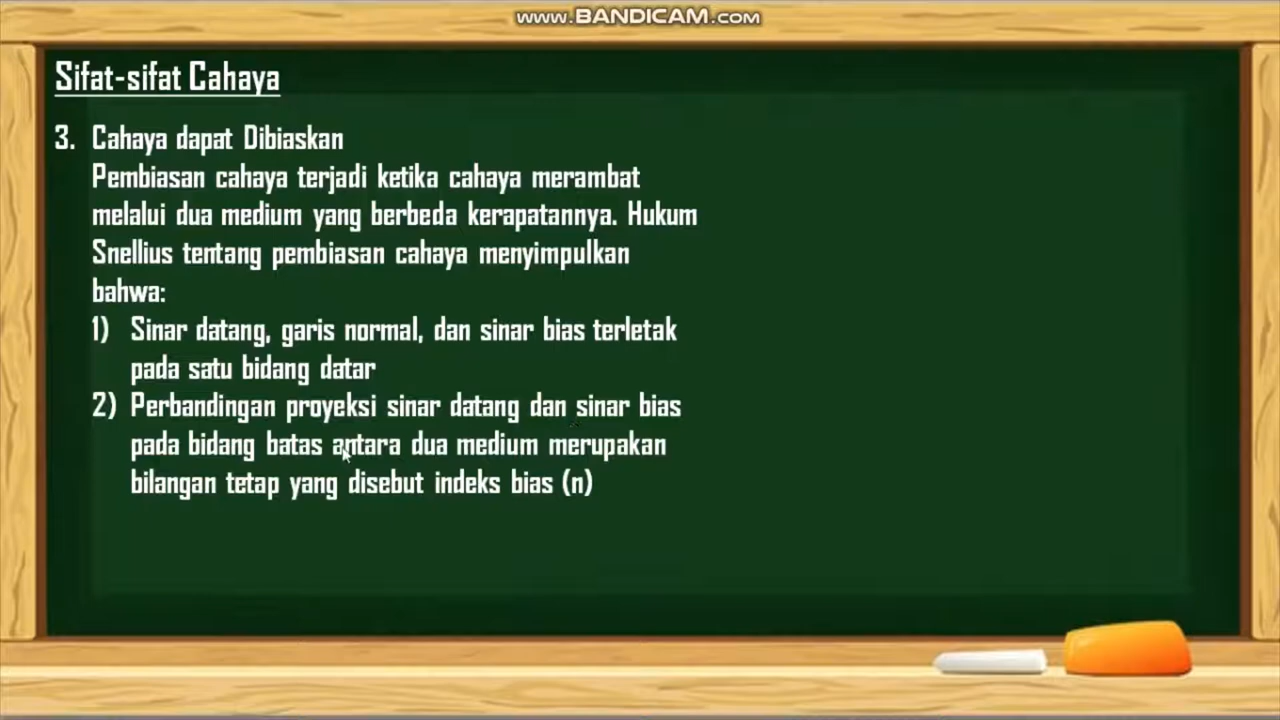 www.BANDICAM.com
Sifat-sifat Cahaya
3. Cahaya dapat Dibiaskan
Pembiasan cahaya terjadi ketika cahaya merambat
melalui dua medium yang berbeda kerapatannya. Hukum
Snellius tentang pembiasan cahaya menyimpulkan
bahwa:
1) Sinar datang, garis normal, dan sinar bias terletak
pada satu bidang datar
2) Perbandingan proyeksi sinar datang dan sinar bias
pada bidang batas antara dua medium merupakan
bilangan tetap yang disebut indeks bias (n)